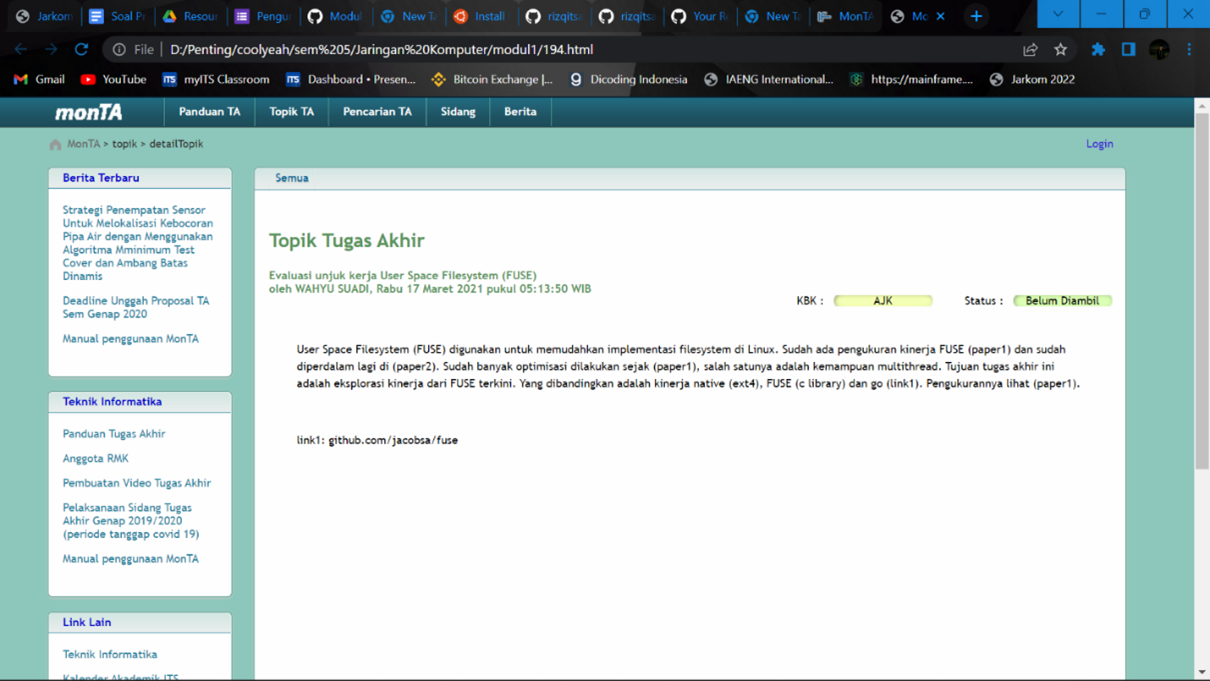 Jarkom
Soal Pr
Resour
Pengu
Modul
New Ta
Install
rizqitsa
rizqitsa
Your Re
New Ta
MonTA
Mo
File
D:/Penting/coolyeah/sem%205/Jaringan%20Komputer/modul1/194.html
Gmail
YouTube
myITS Classroom
Dashboard • Presen...
Bitcoin Exchange |...
Dicoding Indonesia
IAENG International...
https://mainframe....
Jarkom 2022
monTA
Panduan TA
Topik TA
Pencarian TA
Sidang
Berita
MonTA > topik > detailTopik
Login
Berita Terbaru
Strategi Penempatan Sensor
Untuk Melokalisasi Kebocoran
Pipa Air dengan Menggunakan
Algoritma Mminimum Test
Cover dan Ambang Batas
Dinamis
Deadline Unggah Proposal TA
Sem Genap 2020
Manual penggunaan MonTA
Teknik Informatika
Panduan Tugas Akhir
Anggota RMK
Pembuatan Video Tugas Akhir
Pelaksanaan Sidang Tugas
Akhir Genap 2019/2020
(periode tanggap covid 19)
Manual penggunaan MonTA
Link Lain
Teknik Informatika
Kalender Akademik ITS
Semua
Topik Tugas Akhir
Evaluasi unjuk kerja User Space Filesystem (FUSE)
oleh WAHYU SUADI, Rabu 17 Maret 2021 pukul 05:13:50 WIB
KBK :
AJK
Status :
Belum Diambil
User Space Filesystem (FUSE) digunakan untuk memudahkan implementasi filesystem di Linux. Sudah ada pengukuran kinerja FUSE (paper1) dan sudah
diperdalam lagi di (paper2). Sudah banyak optimisasi dilakukan sejak (paper1), salah satunya adalah kemampuan multithread. Tujuan tugas akhir ini
adalah eksplorasi kinerja dari FUSE terkini. Yang dibandingkan adalah kinerja native (ext4), FUSE (c library) dan go (link1). Pengukurannya lihat (paper1).
link1: github.com/jacobsa/fuse